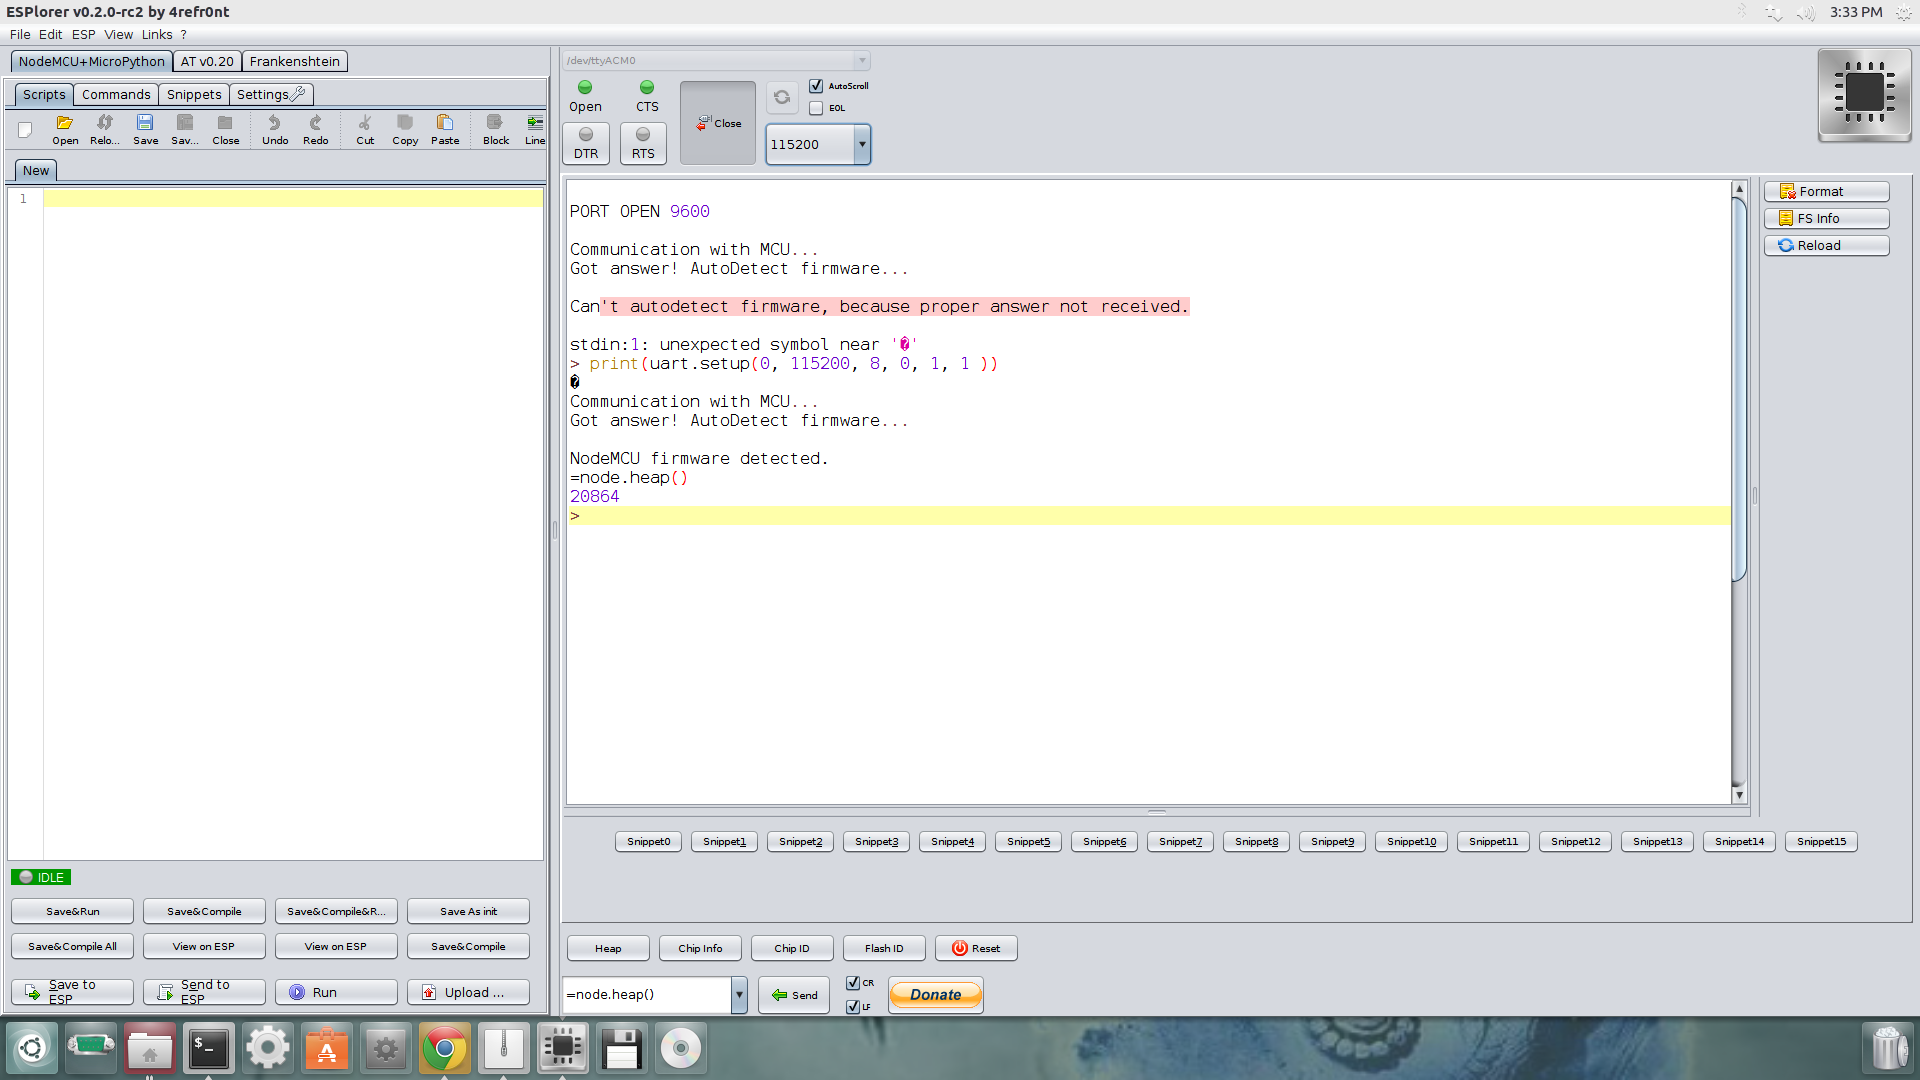 ESPlorer v0.2.0-rc2 by 4refr0nt
3:33 PM
File Edit ESP View Links ?
NodeMCU+MicroPython AT v0.20 Frankenshtein
Scripts Commands Snippets Settings
Open Relo... Save Sav... Close Undo Redo Cut Copy Paste Block Line
New
1
IDLE
Save&Run Save&Compile Save&Compile&R... Save As init
Save&Compile All View on ESP View on ESP Save&Compile
Save to ESP Send to ESP Run Upload ...
/dev/ttyACM0
Open CTS Close AutoScroll
EOL
DTR RTS 115200
PORT OPEN 9600
Communication with MCU...
Got answer! AutoDetect firmware...
Can't autodetect firmware, because proper answer not received.
stdin:1: unexpected symbol near '�'
> print(uart.setup(0, 115200, 8, 0, 1, 1 ))
�
Communication with MCU...
Got answer! AutoDetect firmware...
NodeMCU firmware detected.
=node.heap()
20864
>
Format
FS Info
Reload
Snippet0 Snippet1 Snippet2 Snippet3 Snippet4 Snippet5 Snippet6 Snippet7 Snippet8 Snippet9 Snippet10 Snippet11 Snippet12 Snippet13 Snippet14 Snippet15
Heap Chip Info Chip ID Flash ID Reset
=node.heap() Send CR
LF
Donate
$_
A